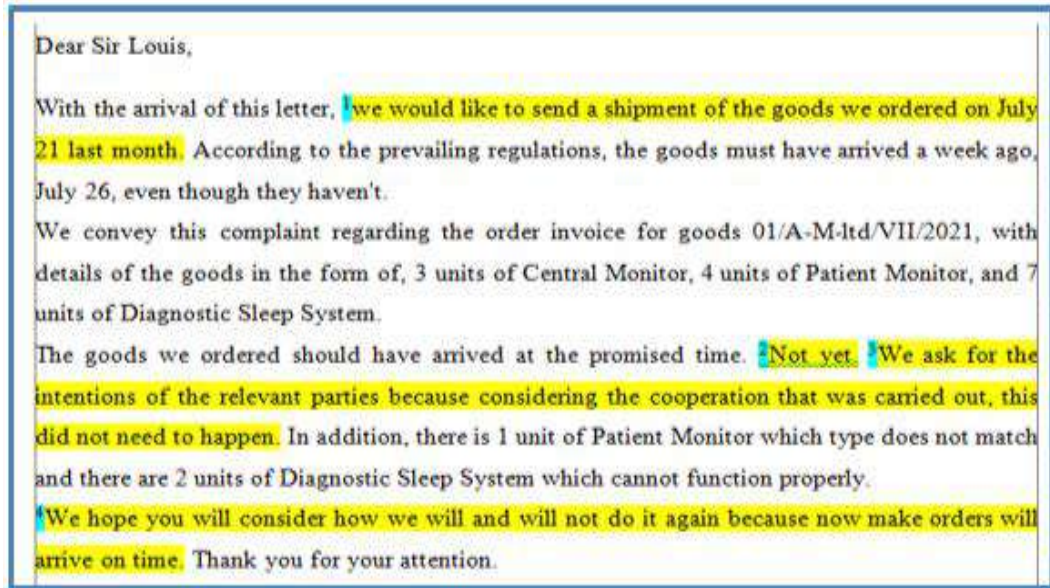 Dear Sir Louis,
With the arrival of this letter, ¹we would like to send a shipment of the goods we ordered on July
21 last month. According to the prevailing regulations, the goods must have arrived a week ago,
July 26, even though they haven't.
We convey this complaint regarding the order invoice for goods 01/A-M-ltd/VII/2021, with
details of the goods in the form of, 3 units of Central Monitor, 4 units of Patient Monitor, and 7
units of Diagnostic Sleep System.
The goods we ordered should have arrived at the promised time. ²Not yet. ³We ask for the
intentions of the relevant parties because considering the cooperation that was carried out, this
did not need to happen. In addition, there is 1 unit of Patient Monitor which type does not match
and there are 2 units of Diagnostic Sleep System which cannot function properly.
⁴We hope you will consider how we will and will not do it again because now make orders will
arrive on time. Thank you for your attention.